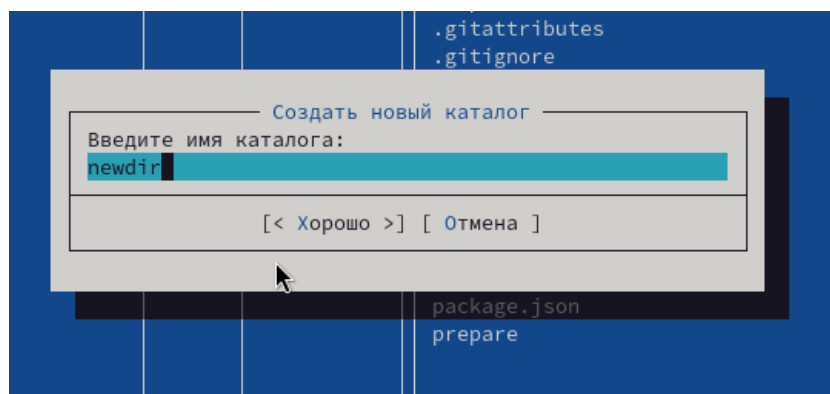 .gitattributes
.gitignore
Создать новый каталог
Введите имя каталога:
newdir
[< Хорошо >] [ Отмена ]
package.json
prepare